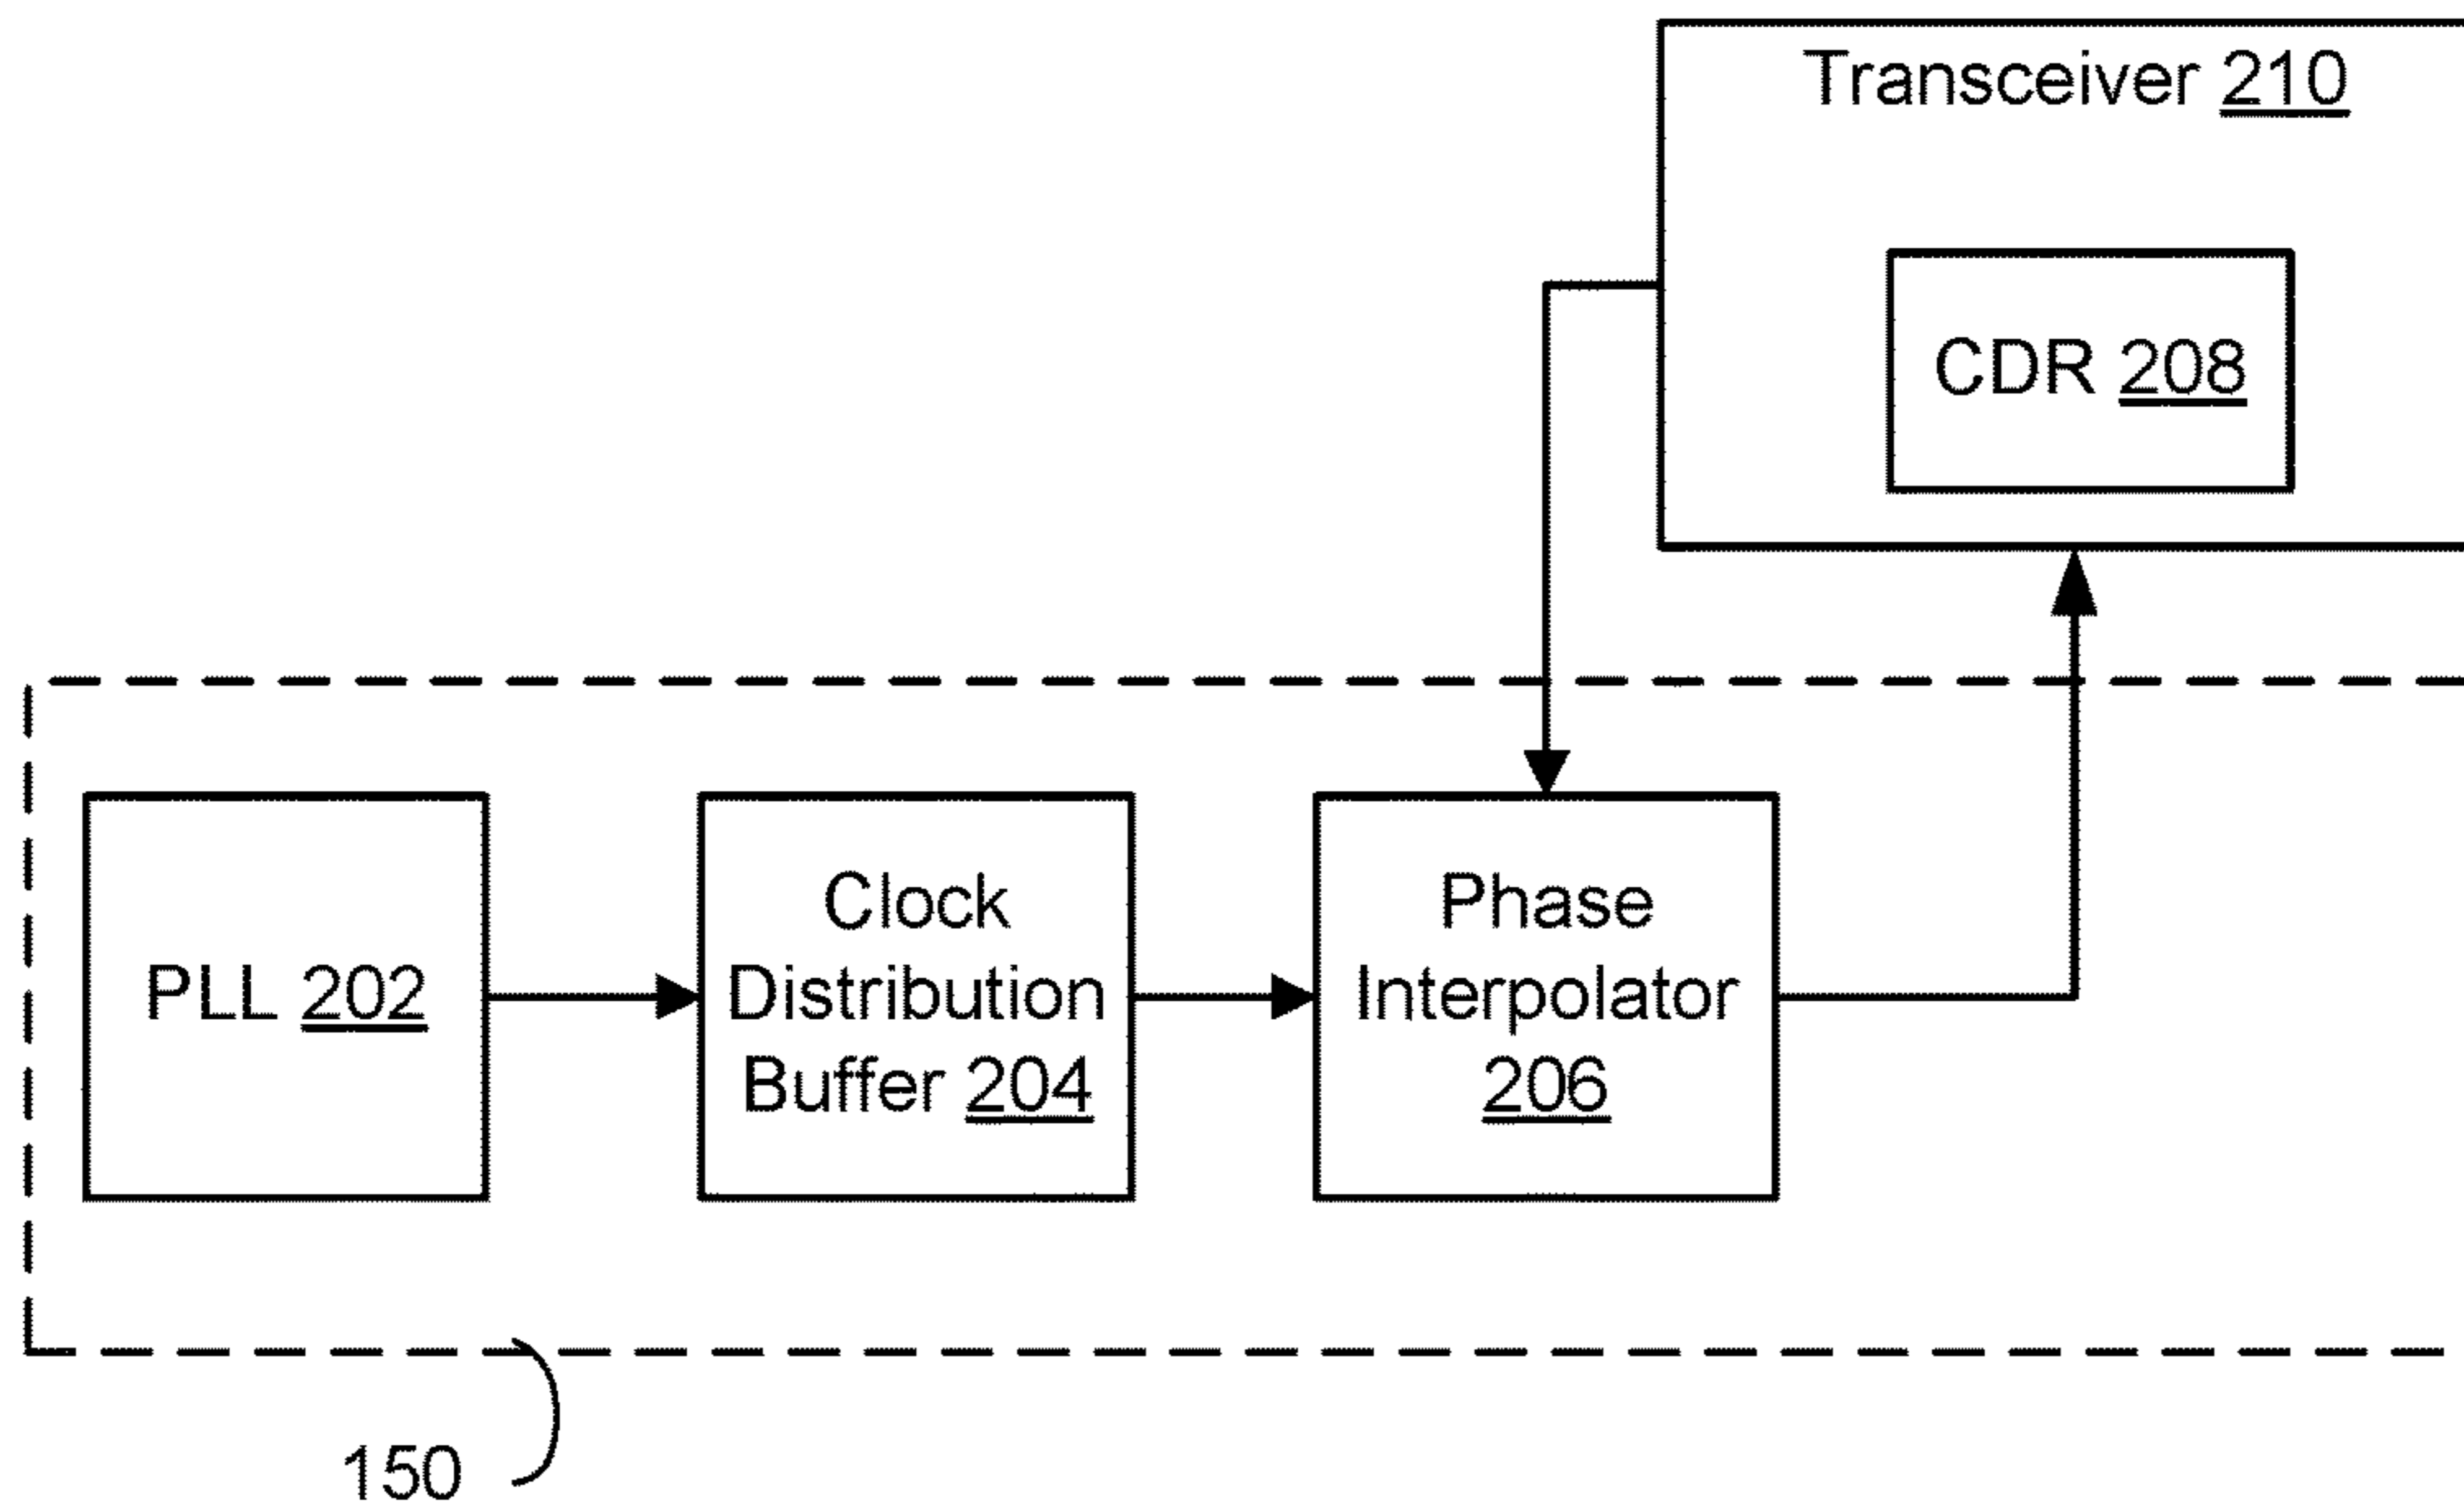 Transceiver 210
CDR 208
PLL 202
Clock
Distribution
Buffer 204
Phase
Interpolator
206
150